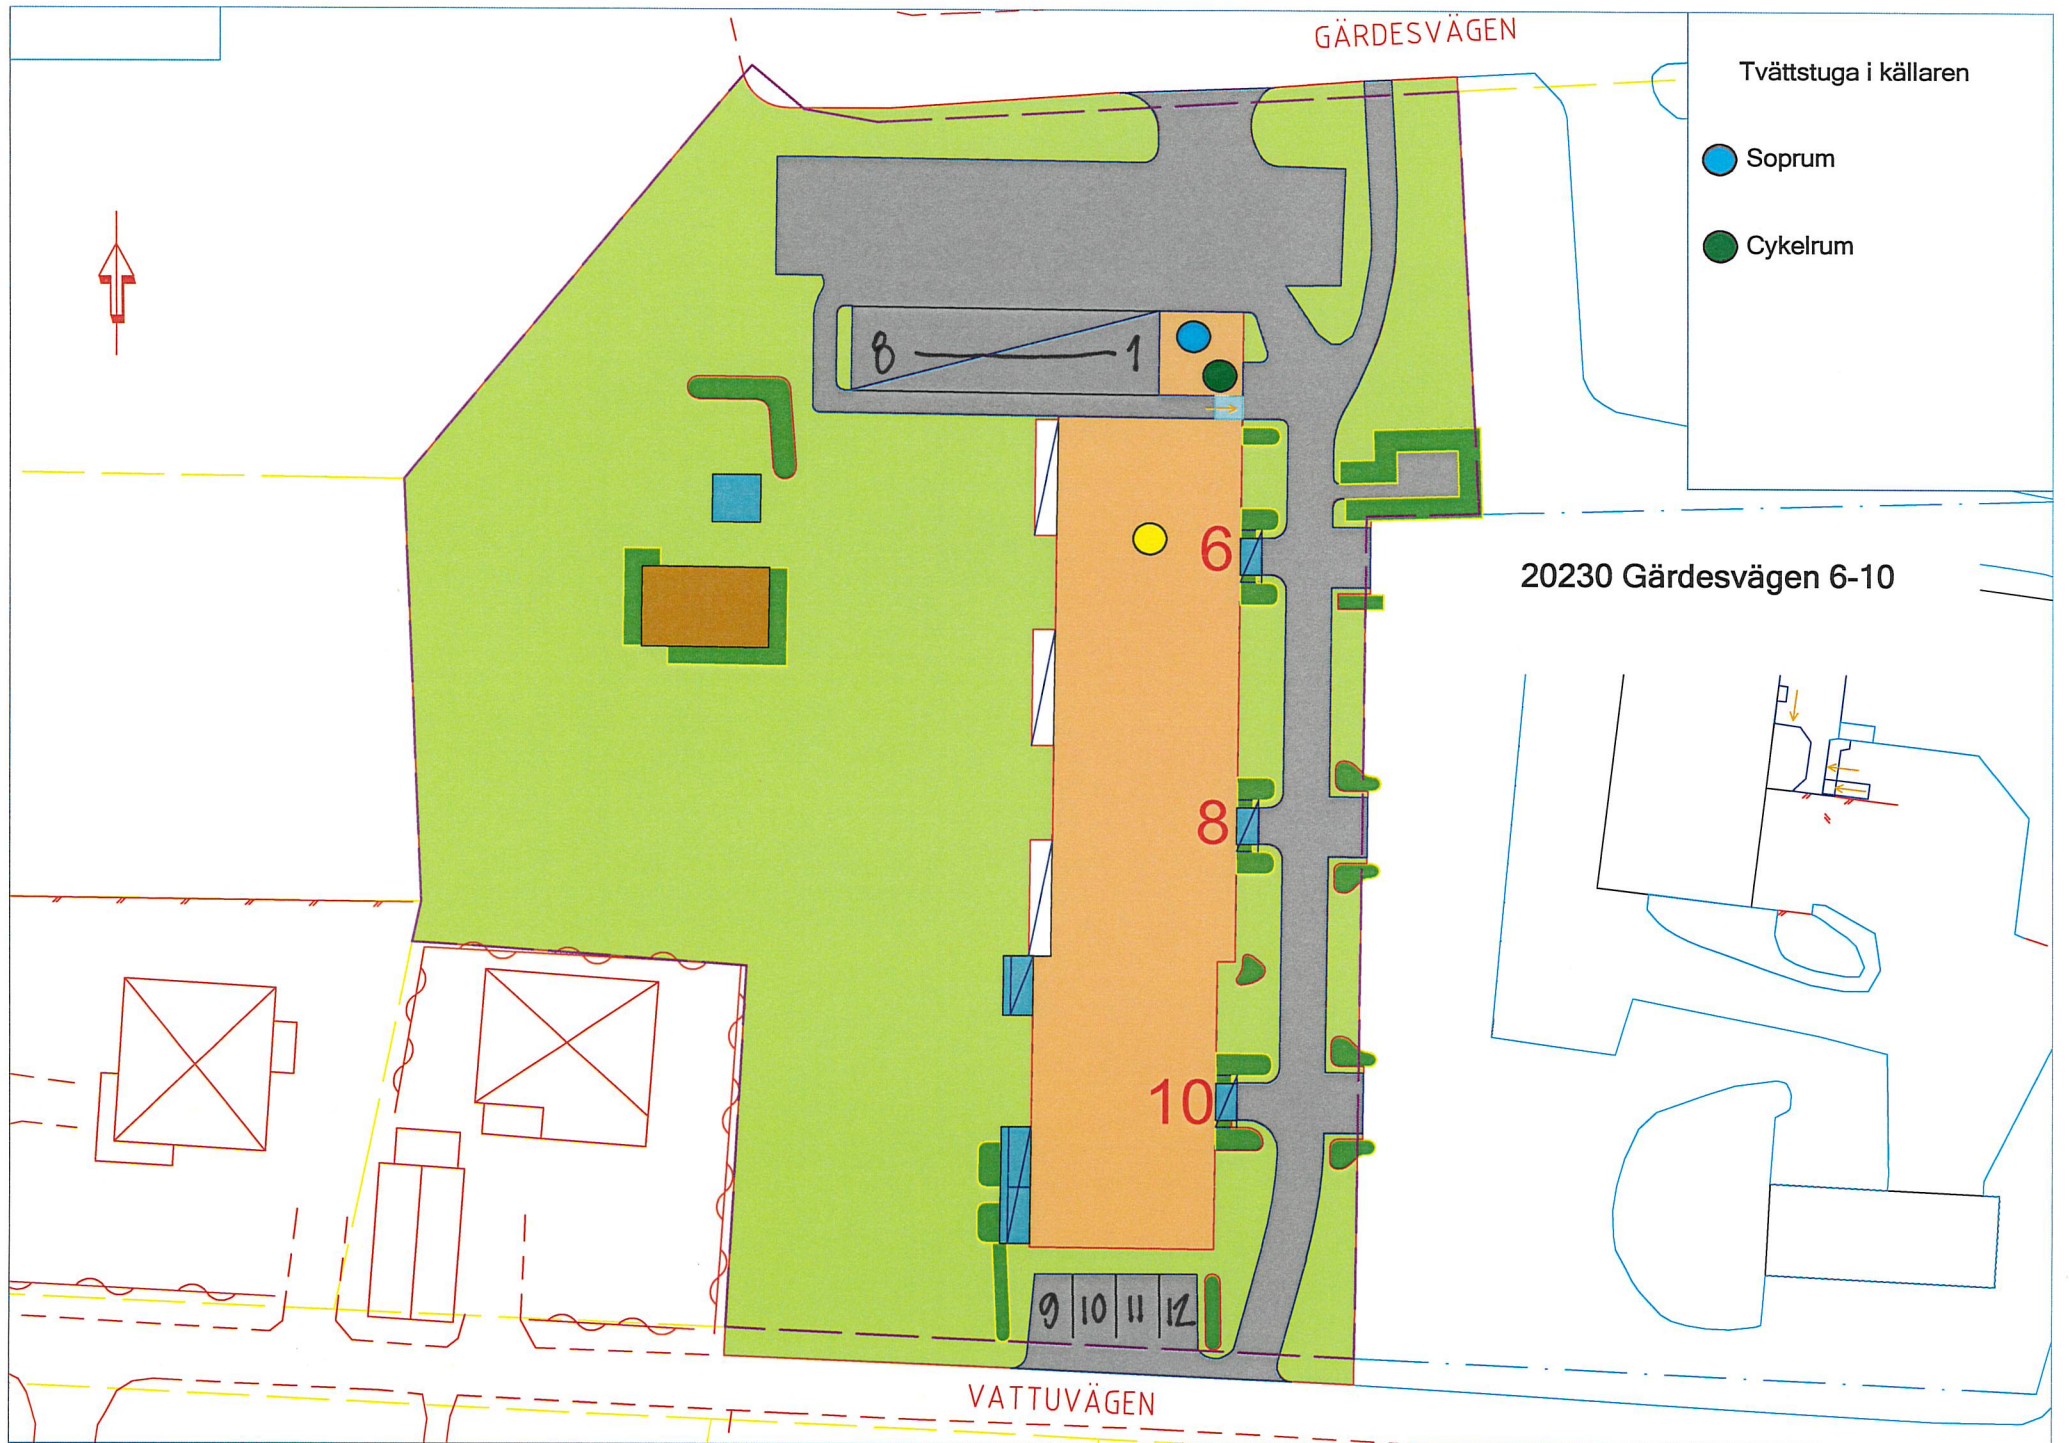 GÄRDESVÄGEN
Tvättstuga i källaren
Soprum
Cykelrum
8 1
6
20230 Gärdesvägen 6-10
8
10
9 10 11 12
VATTUVÄGEN